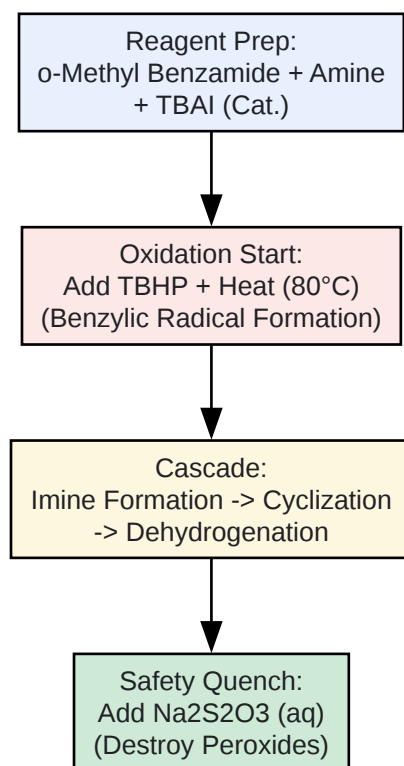 Reagent Prep:
o-Methyl Benzamide + Amine
+ TBAI (Cat.)
Oxidation Start:
Add TBHP + Heat (80°C)
(Benzylic Radical Formation)
Cascade:
Imine Formation -> Cyclization
-> Dehydrogenation
Safety Quench:
Add Na2S2O3 (aq)
(Destroy Peroxides)